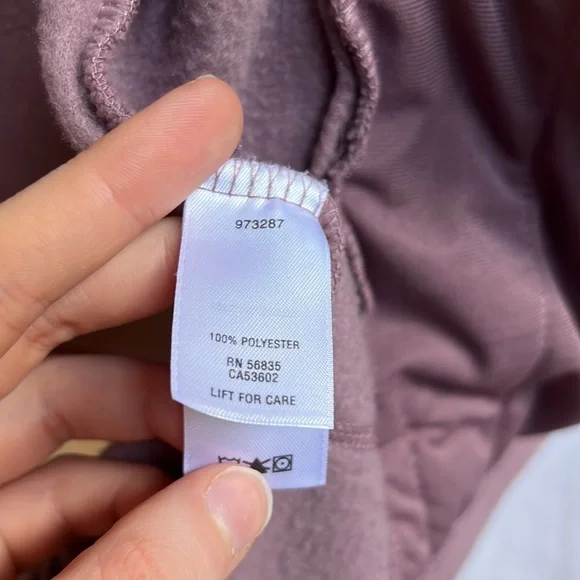 973287
100% POLYESTER
RN 56835
CA53602
LIFT FOR CARE